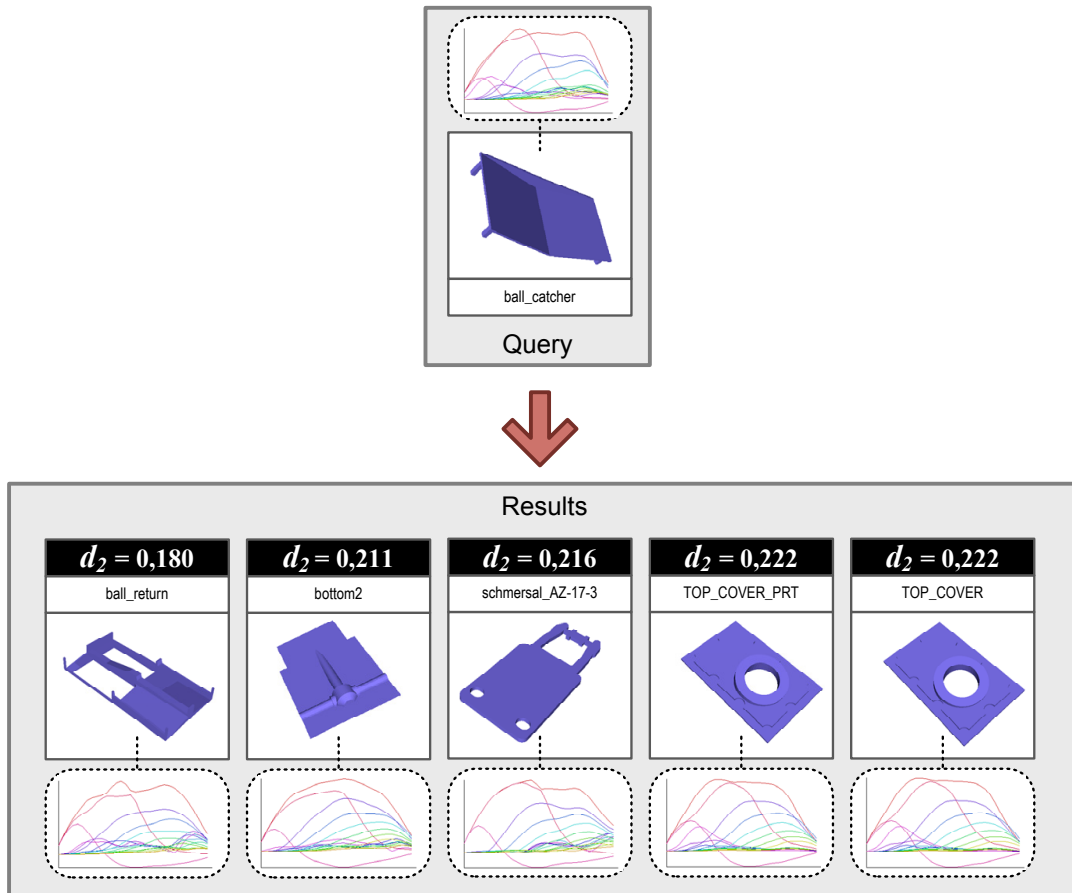 ball_catcher
Query
Results
d2 = 0,180
d2 = 0,211
d2 = 0,216
d2 = 0,222
d2 = 0,222
ball_return
bottom2
schmersal_AZ-17-3
TOP_COVER_PRT
TOP_COVER